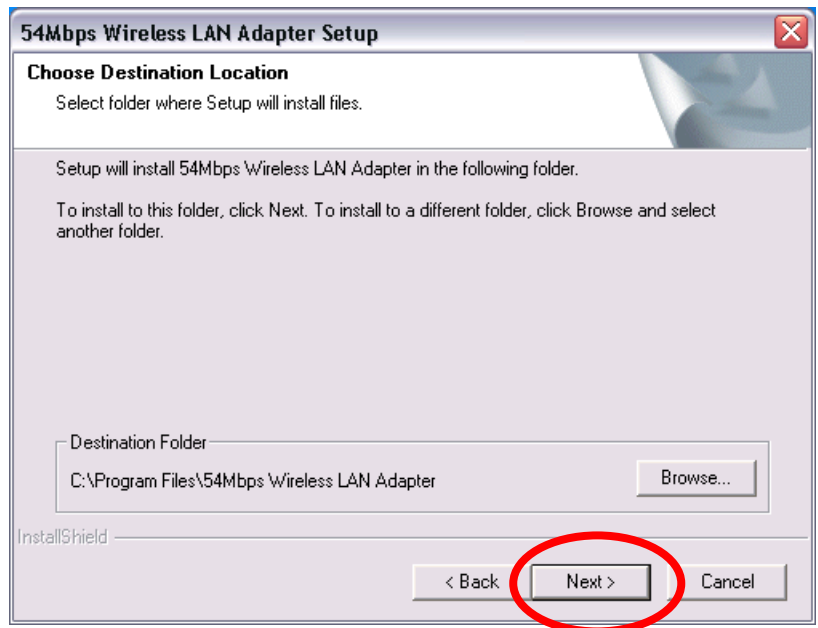 54Mbps Wireless LAN Adapter Setup
Choose Destination Location
Select folder where Setup will install files.
Setup will install 54Mbps Wireless LAN Adapter in the following folder.
To install to this folder, click Next. To install to a different folder, click Browse and select
another folder.
Destination Folder
C:\Program Files\54Mbps Wireless LAN Adapter
Browse...
InstallShield
< Back
Next >
Cancel